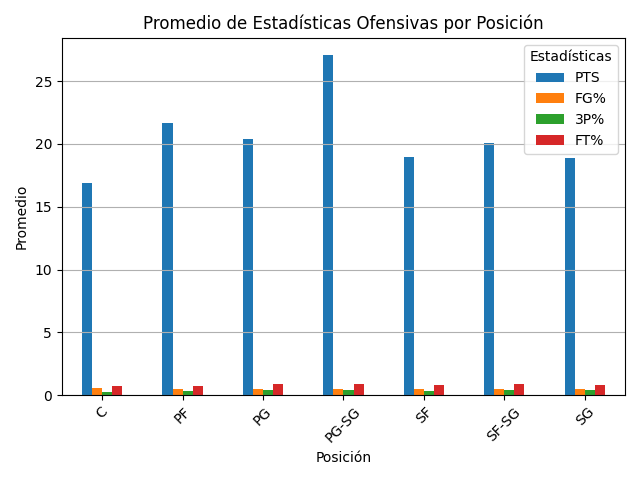 Promedio de Estadísticas Ofensivas por Posición
Estadísticas
PTS
FG%
3P%
FT%
Promedio
25
20
15
10
5
0
C
PF
PG
PG-SG
SF
SF-SG
SG
Posición